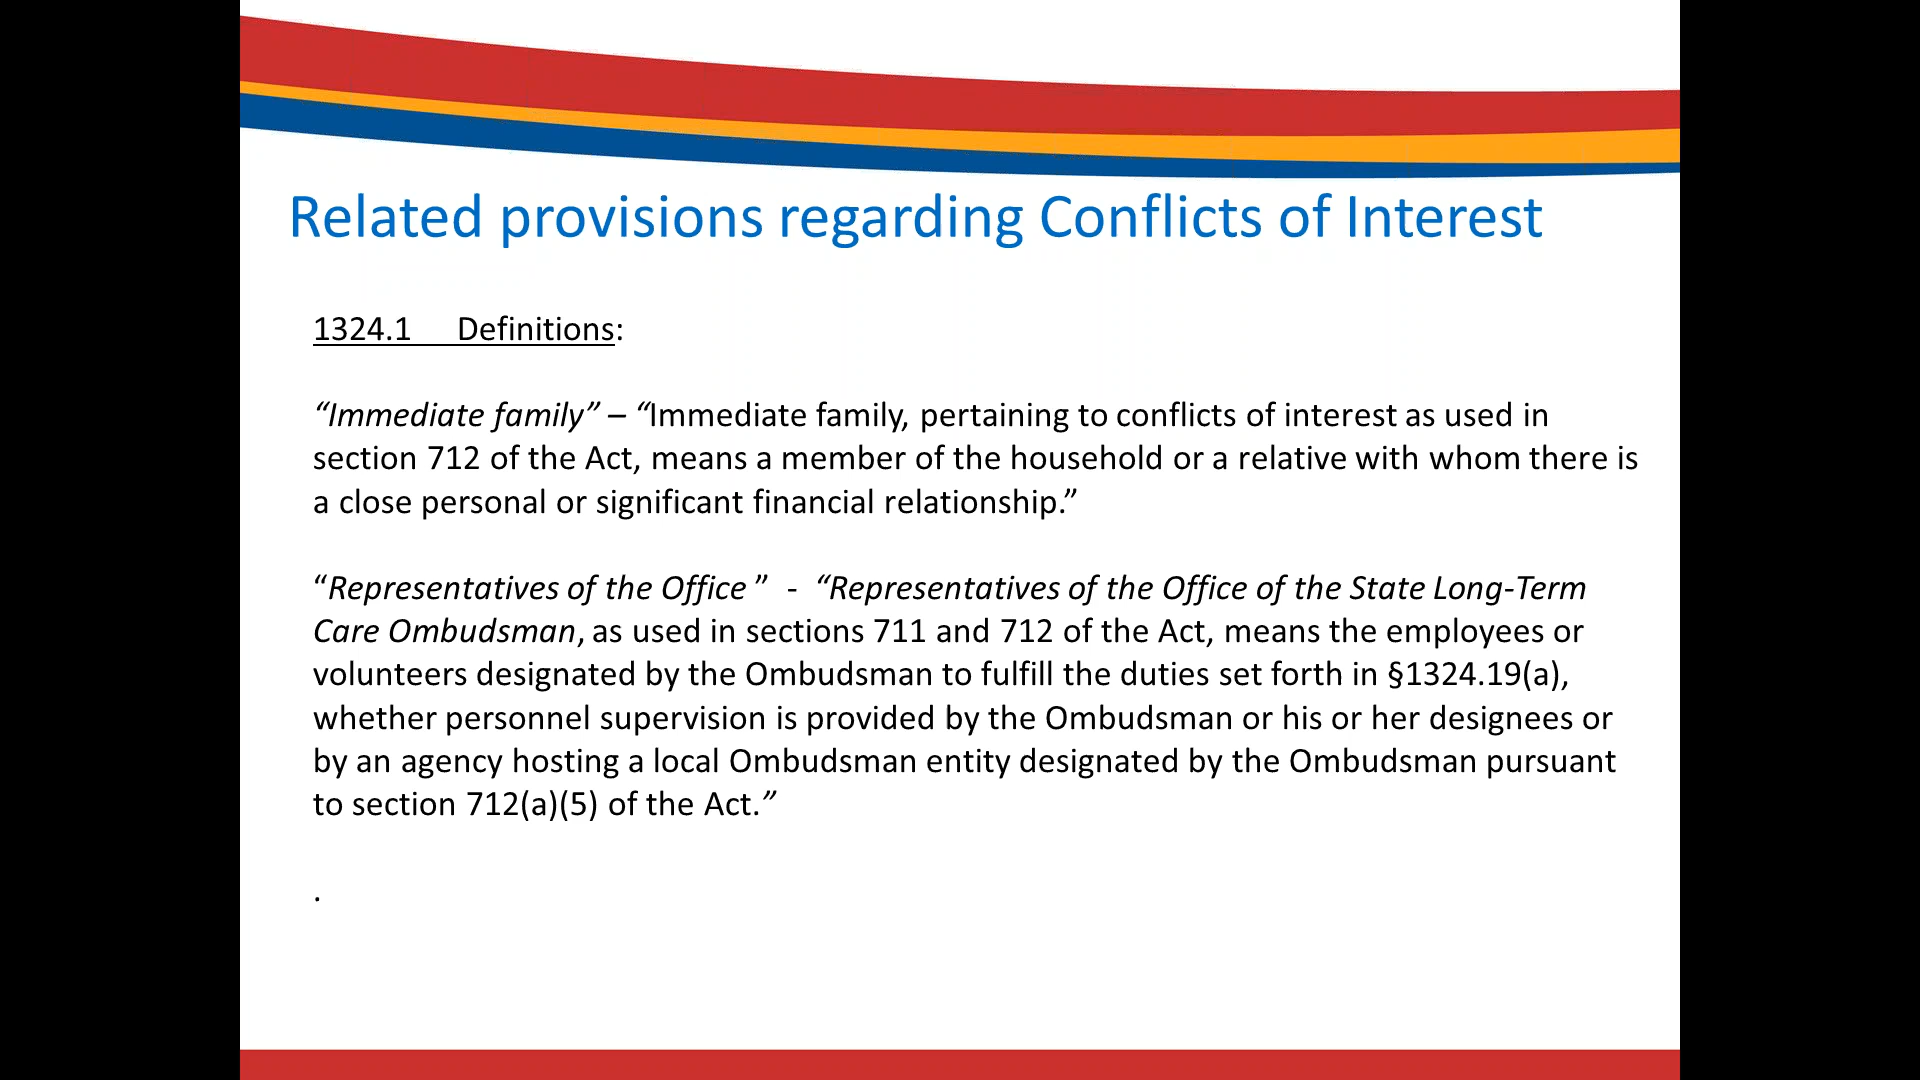 Related provisions regarding Conflicts of Interest
1324.1 Definitions:
“Immediate family” – “Immediate family, pertaining to conflicts of interest as used in
section 712 of the Act, means a member of the household or a relative with whom there is
a close personal or significant financial relationship.”
“Representatives of the Office ” - “Representatives of the Office of the State Long-Term
Care Ombudsman, as used in sections 711 and 712 of the Act, means the employees or
volunteers designated by the Ombudsman to fulfill the duties set forth in §1324.19(a),
whether personnel supervision is provided by the Ombudsman or his or her designees or
by an agency hosting a local Ombudsman entity designated by the Ombudsman pursuant
to section 712(a)(5) of the Act.”
.